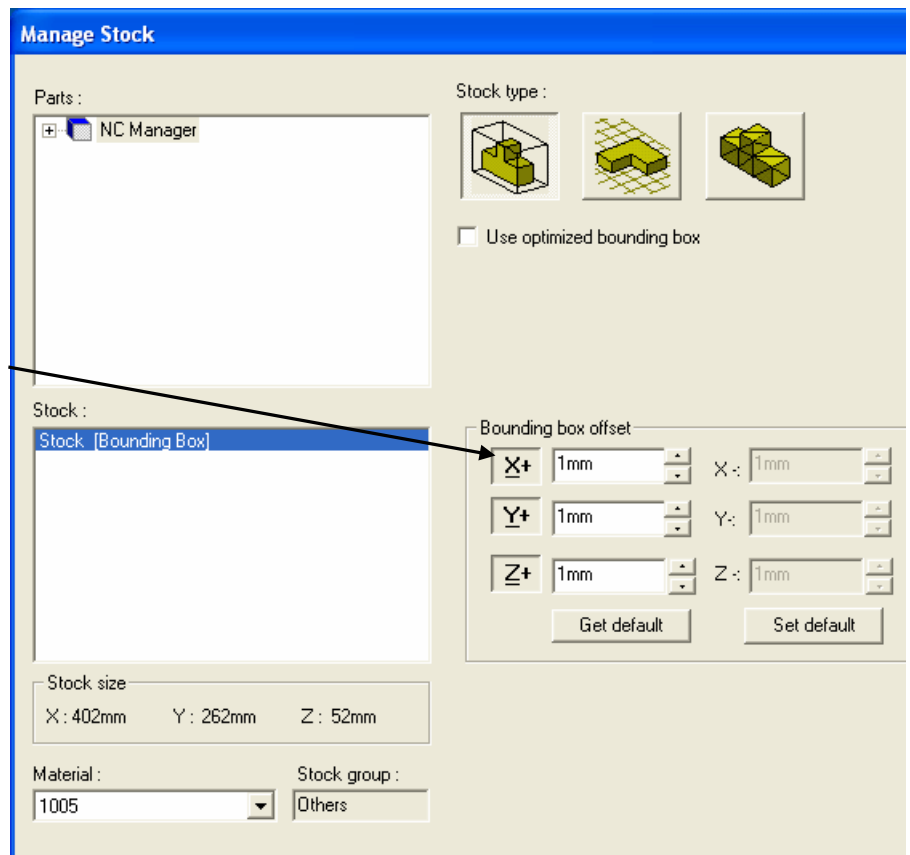 Manage Stock
Parts :
NC Manager
Stock type :
Use optimized bounding box
Stock :
Stock [Bounding Box]
Bounding box offset
X+ 1mm X-: 1mm
Y+ 1mm Y-: 1mm
Z+ 1mm Z-: 1mm
Get default Set default
Stock size
X : 402mm Y : 262mm Z : 52mm
Material : Stock group :
1005 Others